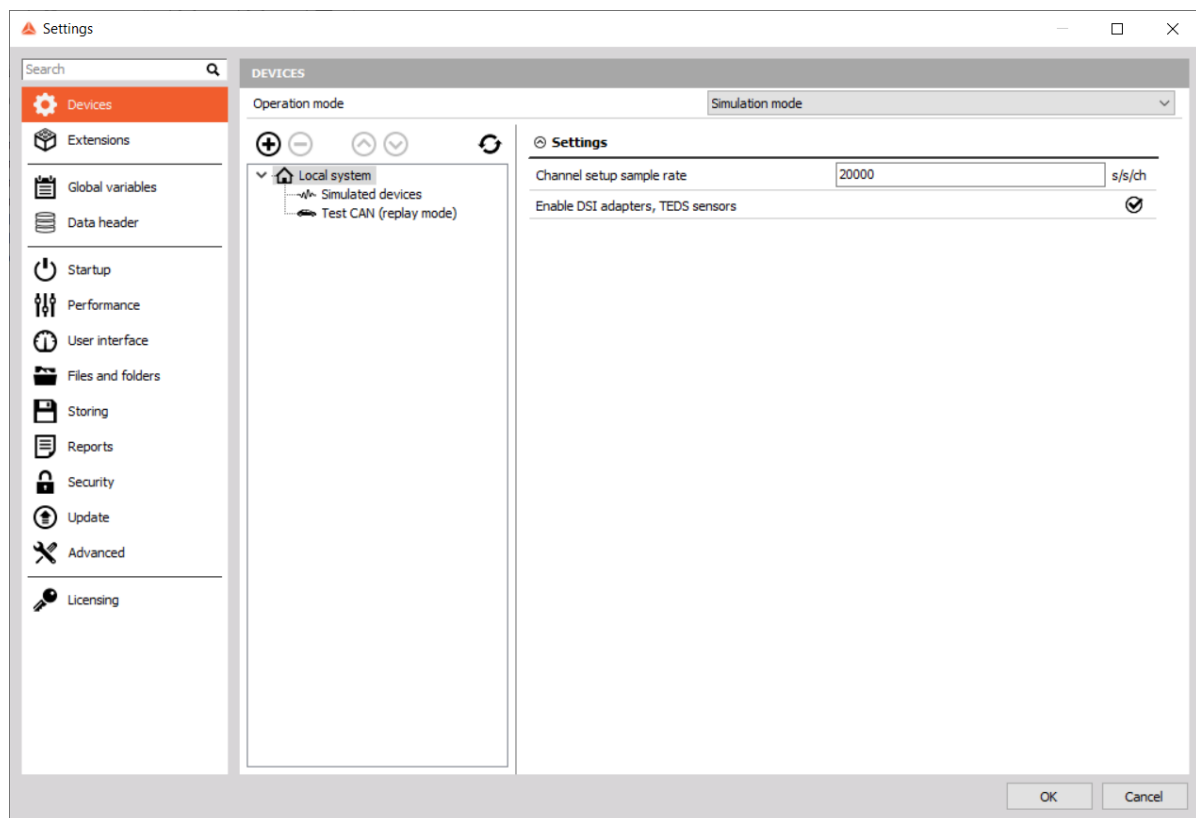 Settings
Search
Devices
Extensions
Global variables
Data header
Startup
Performance
User interface
Files and folders
Storing
Reports
Security
Update
Advanced
Licensing
DEVICES
Operation mode
Simulation mode
Local system
Simulated devices
Test CAN (replay mode)
Settings
Channel setup sample rate 20000 s/s/ch
Enable DSI adapters, TEDS sensors
OK
Cancel